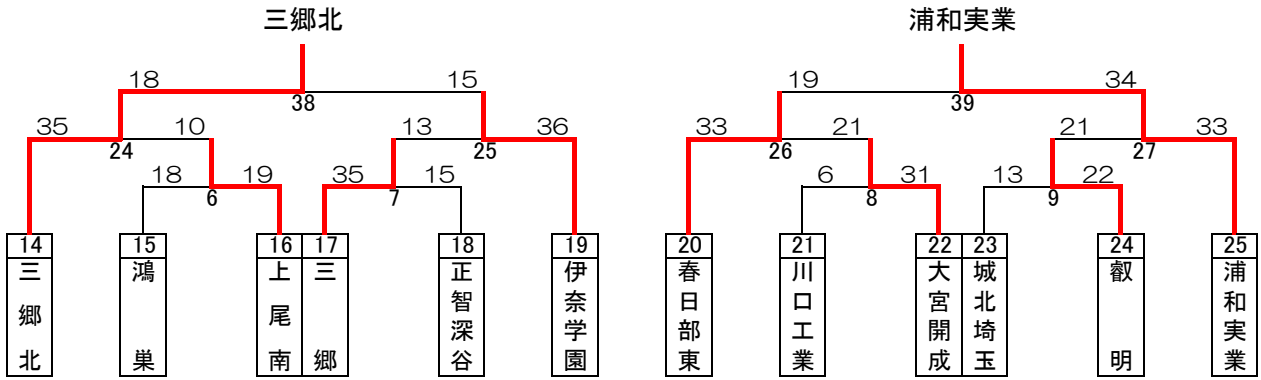 三郷北 浦和実業
18 15 19 34
38 39
35 10 13 36 33 21 21 33
24 25 26 27
18 19 35 15 6 31 13 22
6 7 8 9
14 15 16 17 18 19 20 21 22 23 24 25
三郷北
鴻巣
上尾南
三郷
正智深谷
伊奈学園
春日部東
川口工業
大宮開成
城北埼玉
叡明
浦和実業